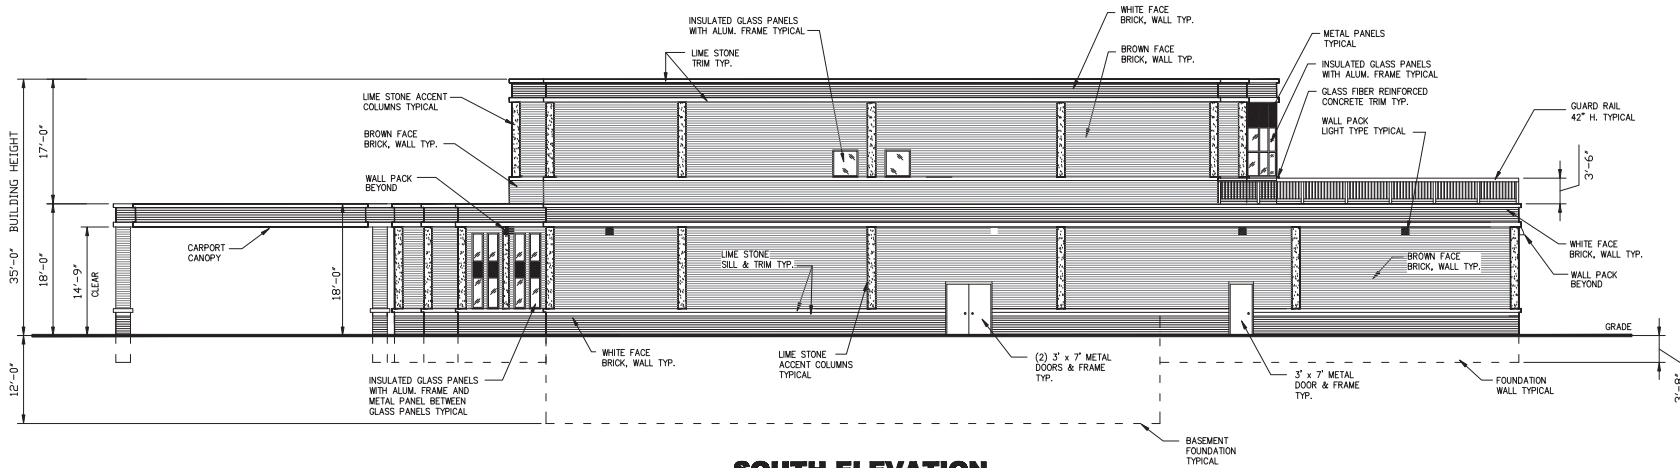 INSULATED GLASS PANELS
WITH ALUM. FRAME TYPICAL
WHITE FACE
BRICK, WALL TYP.
LIME STONE
TRIM TYP.
BROWN FACE
BRICK, WALL TYP.
METAL PANELS
TYPICAL
INSULATED GLASS PANELS
WITH ALUM. FRAME TYPICAL
GLASS FIBER REINFORCED
CONCRETE TRIM TYP.
WALL PACK
LIGHT TYPE TYPICAL
GUARD RAIL
42" H. TYPICAL
LIME STONE ACCENT
COLUMNS TYPICAL
BROWN FACE
BRICK, WALL TYP.
WALL PACK
BEYOND
35'-0" BUILDING HEIGHT
17'-0"
18'-0"
14'-9"
CLEAR
18'-0"
12'-0"
3'-6"
CARPORT
CANOPY
LIME STONE
SILL & TRIM TYP.
BROWN FACE
BRICK, WALL TYP.
WHITE FACE
BRICK, WALL TYP.
WALL PACK
BEYOND
GRADE
WHITE FACE
BRICK, WALL TYP.
LIME STONE
ACCENT COLUMNS
TYPICAL
(2) 3' x 7' METAL
DOORS & FRAME
TYP.
3' x 7' METAL
DOOR & FRAME
TYP.
FOUNDATION
WALL TYPICAL
3'-8"
INSULATED GLASS PANELS
WITH ALUM. FRAME AND
METAL PANEL BETWEEN
GLASS PANELS TYPICAL
BASEMENT
FOUNDATION
TYPICAL
SOUTH ELEVATION